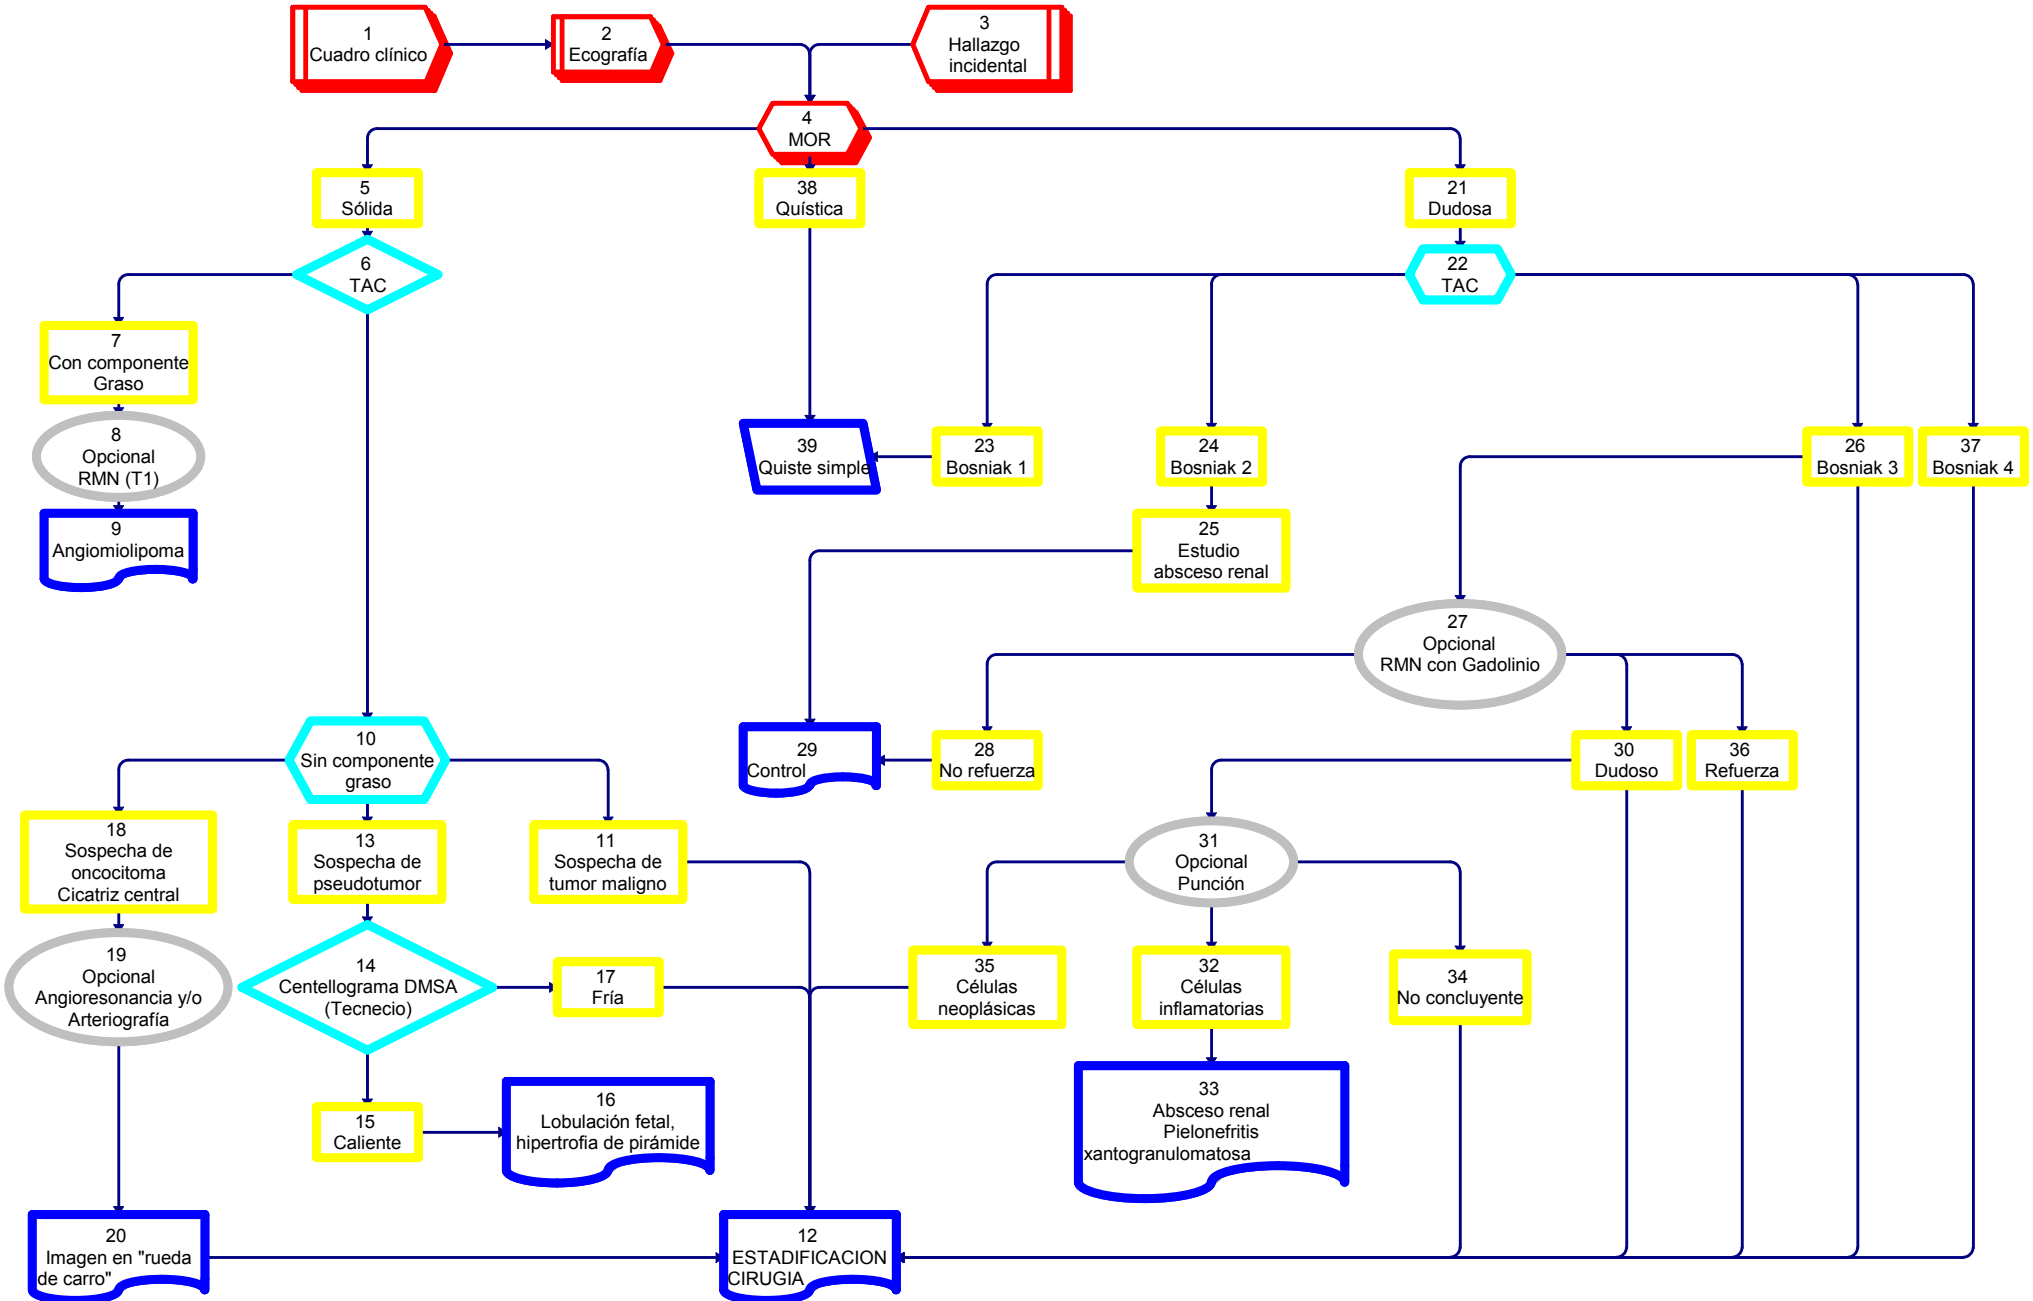 1
Cuadro clínico
2
Ecografía
3
Hallazgo
incidental
4
MOR
5
Sólida
38
Quística
21
Dudosa
6
TAC
22
TAC
7
Con componente
Graso
8
Opcional
RMN (T1)
9
Angiomiolipoma
39
Quiste simple
23
Bosniak 1
24
Bosniak 2
26
Bosniak 3
37
Bosniak 4
25
Estudio
absceso renal
27
Opcional
RMN con Gadolinio
10
Sin componente
graso
29
Control
28
No refuerza
30
Dudoso
36
Refuerza
18
Sospecha de
oncocitoma
Cicatriz central
13
Sospecha de
pseudotumor
11
Sospecha de
tumor maligno
31
Opcional
Punción
19
Opcional
Angioresonancia y/o
Arteriografía
14
Centellograma DMSA
(Tecnecio)
17
Fría
35
Células
neoplásicas
32
Células
inflamatorias
34
No concluyente
15
Caliente
16
Lobulación fetal,
hipertrofia de pirámide
33
Absceso renal
Pielonefritis
xantogranulomatosa
20
Imagen en "rueda
de carro"
12
ESTADIFICACION
CIRUGIA